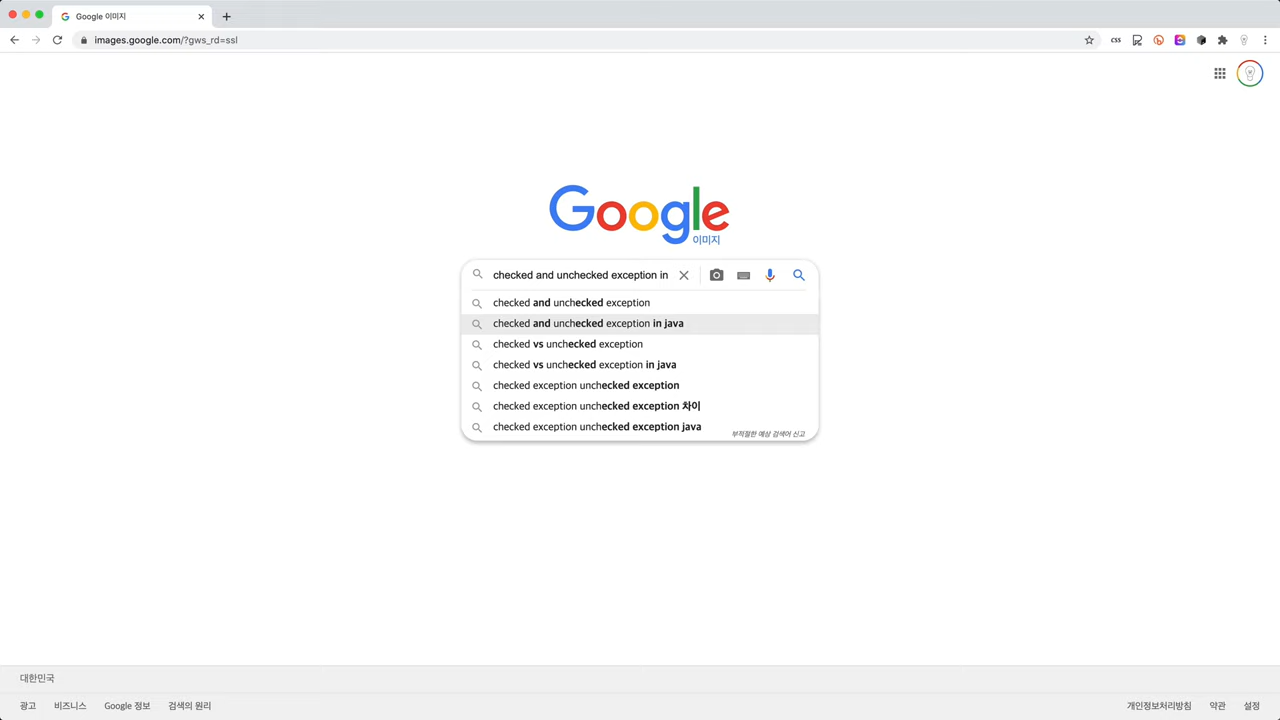 Google 이미지
images.google.com/?gws_rd=ssl
css
Google
이미지
checked and unchecked exception in
checked and unchecked exception
checked and unchecked exception in java
checked vs unchecked exception
checked vs unchecked exception in java
checked exception unchecked exception
checked exception unchecked exception 차이
checked exception unchecked exception java
부적절한 예상 검색어 신고
대한민국
광고 비즈니스 Google 정보 검색의 원리 개인정보처리방침 약관 설정